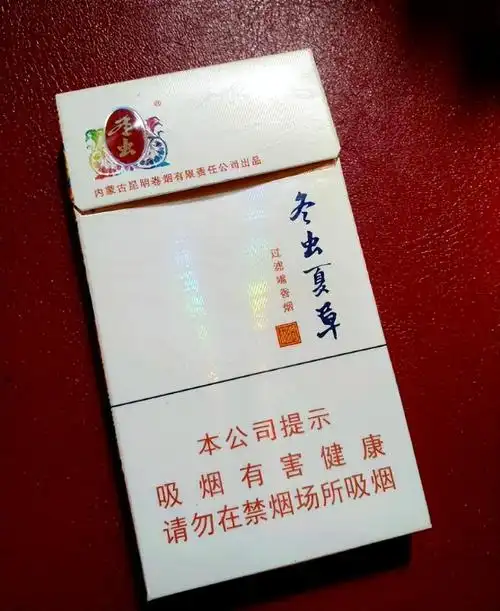 冬虫
®
内蒙古昆明卷烟有限责任公司出品
冬虫夏草
过滤嘴香烟
本公司提示
吸烟有害健康
请勿在禁烟场所吸烟